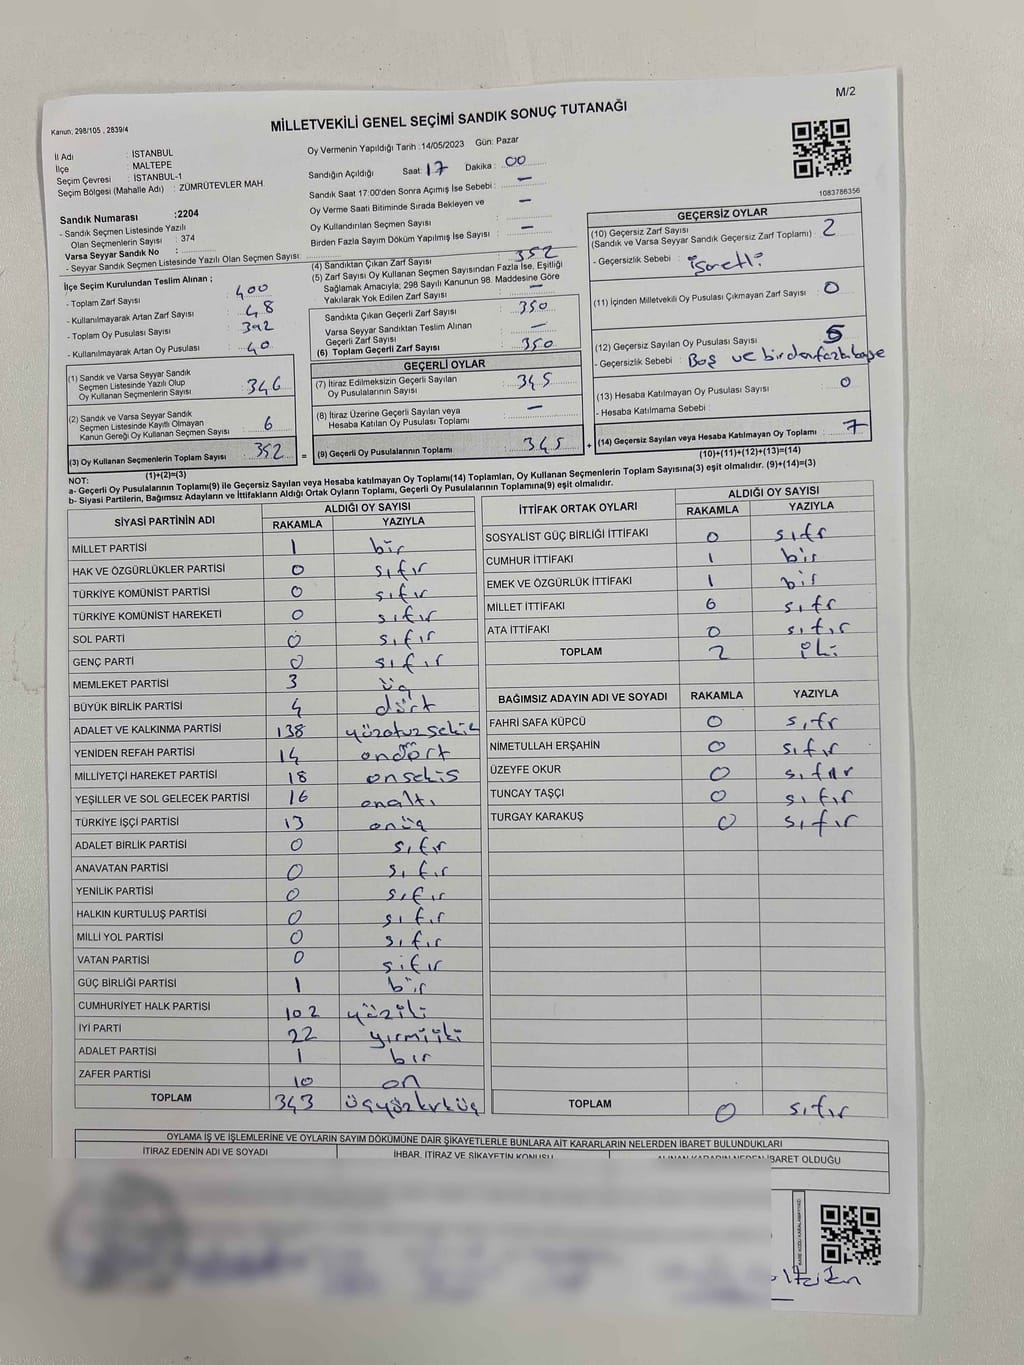 M/2
Kanun; 298/105 , 2839/4
MİLLETVEKİLİ GENEL SEÇİMİ SANDIK SONUÇ TUTANAĞI
İl Adı : İSTANBUL
İlçe : MALTEPE
Seçim Çevresi : İSTANBUL-1
Seçim Bölgesi (Mahalle Adı) : ZÜMRÜTEVLER MAH.
Oy Vermenin Yapıldığı Tarih :14/05/2023 Gün: Pazar
Sandığın Açıldığı Saat: 17 Dakika : 00
Sandık Saat 17:00'den Sonra Açımış İse Sebebi : —
Oy Verme Saati Bitiminde Sırada Bekleyen ve
Oy Kullandırılan Seçmen Sayısı —
Birden Fazla Sayım Döküm Yapılmış İse Sayısı : —
1083786356
Sandık Numarası :2204
- Sandık Seçmen Listesinde Yazılı
Olan Seçmenlerin Sayısı : 374
Varsa Seyyar Sandık No :
- Seyyar Sandık Seçmen Listesinde Yazılı Olan Seçmen Sayısı:
İlçe Seçim Kurulundan Teslim Alınan ;
- Toplam Zarf Sayısı : 400
- Kullanılmayarak Artan Zarf Sayısı : 48
- Toplam Oy Pusulası Sayısı : 392
- Kullanılmayarak Artan Oy Pusulası : 40
(1) Sandık ve Varsa Seyyar Sandık
Seçmen Listesinde Yazılı Olup
Oy Kullanan Seçmenlerin Sayısı : 346
(2) Sandık ve Varsa Seyyar Sandık
Seçmen Listesinde Kayıtlı Olmayan
Kanun Gereği Oy Kullanan Seçmen Sayısı : 6
(3) Oy Kullanan Seçmenlerin Toplam Sayısı : 352
(1)+(2)=(3)
(4) Sandıktan Çıkan Zarf Sayısı : 352
(5) Zarf Sayısı Oy Kullanan Seçmen Sayısından Fazla İse, Eşitliği
Sağlamak Amacıyla; 298 Sayılı Kanunun 98. Maddesine Göre
Yakılarak Yok Edilen Zarf Sayısı : —
Sandıkta Çıkan Geçerli Zarf Sayısı : 350
Varsa Seyyar Sandıktan Teslim Alınan
Geçerli Zarf Sayısı : —
(6) Toplam Geçerli Zarf Sayısı : 350
GEÇERLİ OYLAR
(7) İtiraz Edilmeksizin Geçerli Sayılan
Oy Pusulalarının Sayısı : 345
(8) İtiraz Üzerine Geçerli Sayılan veya
Hesaba Katılan Oy Pusulası Toplamı : —
= (9) Geçerli Oy Pusulalarının Toplamı : 345 +
GEÇERSİZ OYLAR
(10) Geçersiz Zarf Sayısı : 2
(Sandık ve Varsa Seyyar Sandık Geçersiz Zarf Toplamı)
- Geçersizlik Sebebi : işaretli
(11) İçinden Milletvekili Oy Pusulası Çıkmayan Zarf Sayısı : 0
(12) Geçersiz Sayılan Oy Pusulası Sayısı : 5
- Geçersizlik Sebebi : Boş ve birden fazla
(13) Hesaba Katılmayan Oy Pusulası Sayısı : 0
- Hesaba Katılmama Sebebi :
(14) Geçersiz Sayılan veya Hesaba Katılmayan Oy Toplamı : 7
(10)+(11)+(12)+(13)=(14)
NOT:
a- Geçerli Oy Pusulalarının Toplamı(9) ile Geçersiz Sayılan veya Hesaba katılmayan Oy Toplamı(14) Toplamları, Oy Kullanan Seçmenlerin Toplam Sayısına(3) eşit olmalıdır. (9)+(14)=(3)
b- Siyasi Partilerin, Bağımsız Adayların ve İttifakların Aldığı Ortak Oyların Toplamı, Geçerli Oy Pusulalarının Toplamına(9) eşit olmalıdır.
SİYASİ PARTİNİN ADI ALDIĞI OY SAYISI
RAKAMLA YAZIYLA
MİLLET PARTİSİ 1 bir
HAK VE ÖZGÜRLÜKLER PARTİSİ 0 sıfır
TÜRKİYE KOMÜNİST PARTİSİ 0 sıfır
TÜRKİYE KOMÜNİST HAREKETİ 0 sıfır
SOL PARTİ 0 sıfır
GENÇ PARTİ 0 sıfır
MEMLEKET PARTİSİ 3 üç
BÜYÜK BİRLİK PARTİSİ 4 dört
ADALET VE KALKINMA PARTİSİ 138 yüzotuzsekiz
YENİDEN REFAH PARTİSİ 14 ondört
MİLLİYETÇİ HAREKET PARTİSİ 18 onsekis
YEŞİLLER VE SOL GELECEK PARTİSİ 16 onaltı
TÜRKİYE İŞÇİ PARTİSİ 13 onüç
ADALET BİRLİK PARTİSİ 0 sıfır
ANAVATAN PARTİSİ 0 sıfır
YENİLİK PARTİSİ 0 sıfır
HALKIN KURTULUŞ PARTİSİ 0 sıfır
MİLLİ YOL PARTİSİ 0 sıfır
VATAN PARTİSİ 0 sıfır
GÜÇ BİRLİĞİ PARTİSİ 1 bir
CUMHURİYET HALK PARTİSİ 102 yüziki
İYİ PARTİ 22 yırmiiki
ADALET PARTİSİ 1 bır
ZAFER PARTİSİ 10 on
TOPLAM 343 üçyüzkırküç
İTTİFAK ORTAK OYLARI ALDIĞI OY SAYISI
RAKAMLA YAZIYLA
SOSYALİST GÜÇ BİRLİĞİ İTTİFAKI 0 sıfr
CUMHUR İTTİFAKI 1 bir
EMEK VE ÖZGÜRLÜK İTTİFAKI 1 bir
MİLLET İTTİFAKI 0 sıfr
ATA İTTİFAKI 0 sıfır
TOPLAM 2 iki
BAĞIMSIZ ADAYIN ADI VE SOYADI RAKAMLA YAZIYLA
FAHRİ SAFA KÜPCÜ 0 sıfr
NİMETULLAH ERŞAHİN 0 sıfır
ÜZEYFE OKUR 0 sıfır
TUNCAY TAŞÇI 0 sıfır
TURGAY KARAKUŞ 0 sıfır
TOPLAM 0 sıfır
OYLAMA İŞ VE İŞLEMLERİNE VE OYLARIN SAYIM DÖKÜMÜNE DAİR ŞİKAYETLERLE BUNLARA AİT KARARLARIN NELERDEN İBARET BULUNDUKLARI
İTİRAZ EDENİN ADI VE SOYADI İHBAR, İTİRAZ VE ŞİKAYETİN KONUSU ALINAN KARARIN NEDEN İBARET OLDUĞU